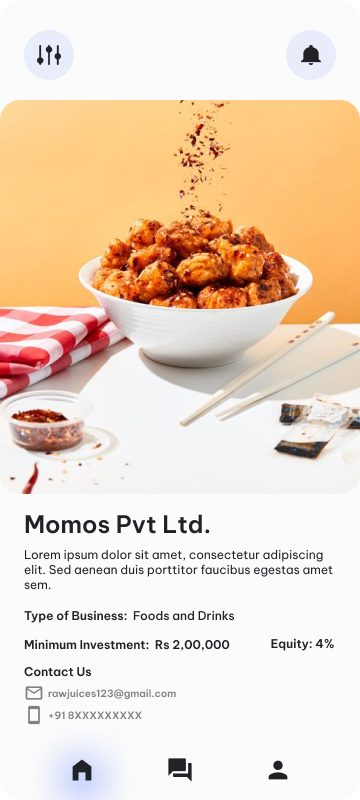 Momos Pvt Ltd.
Lorem ipsum dolor sit amet, consectetur adipiscing
elit. Sed aenean duis porttitor faucibus egestas amet
sem.
Type of Business: Foods and Drinks
Minimum Investment: Rs 2,00,000 Equity: 4%
Contact Us
rawjuices123@gmail.com
+91 8XXXXXXXXX